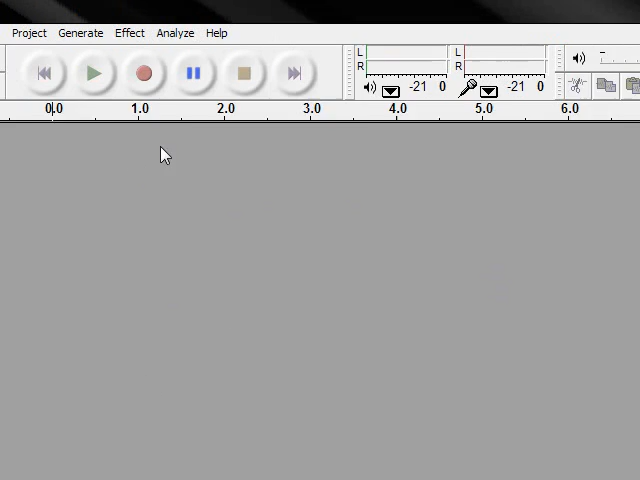 Project Generate Effect Analyze Help
L L
R R
-21 0 -21 0
0.0 1.0 2.0 3.0 4.0 5.0 6.0